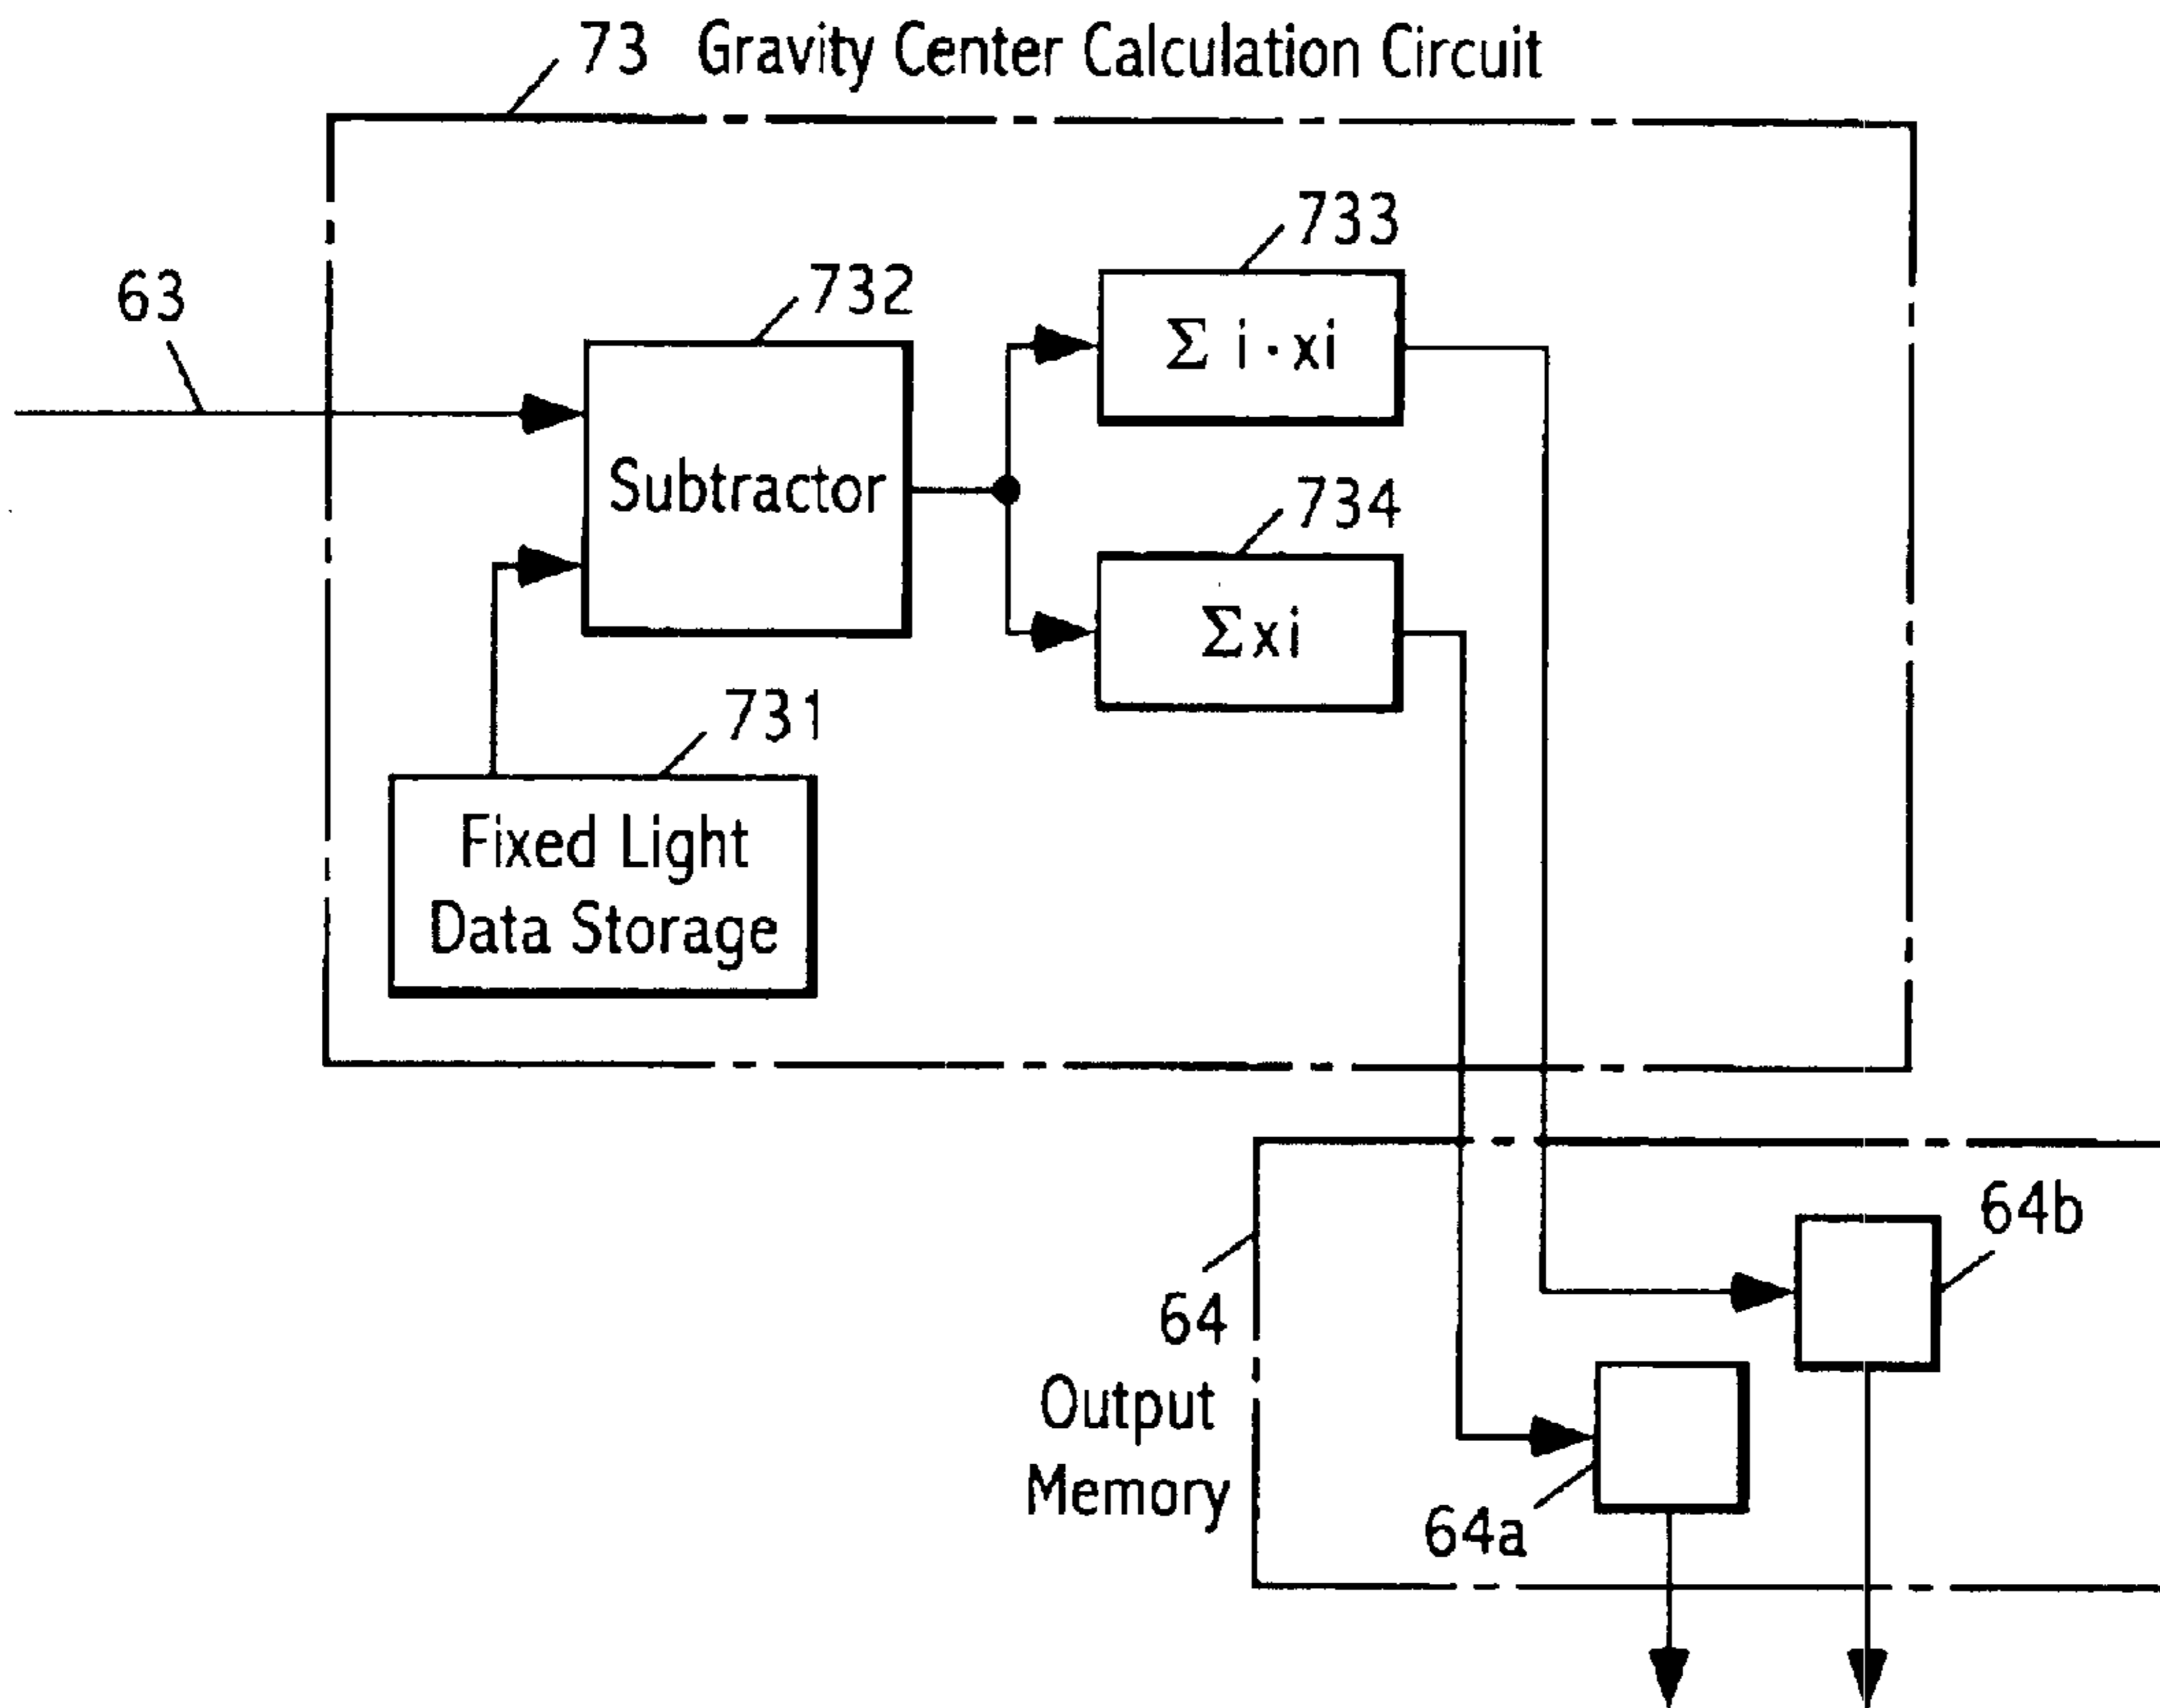 73 Gravity Center Calculation Circuit
733
63
732
Σ i·xi
Subtractor
734
Σxi
731
Fixed Light
Data Storage
64b
64
Output
Memory
64a